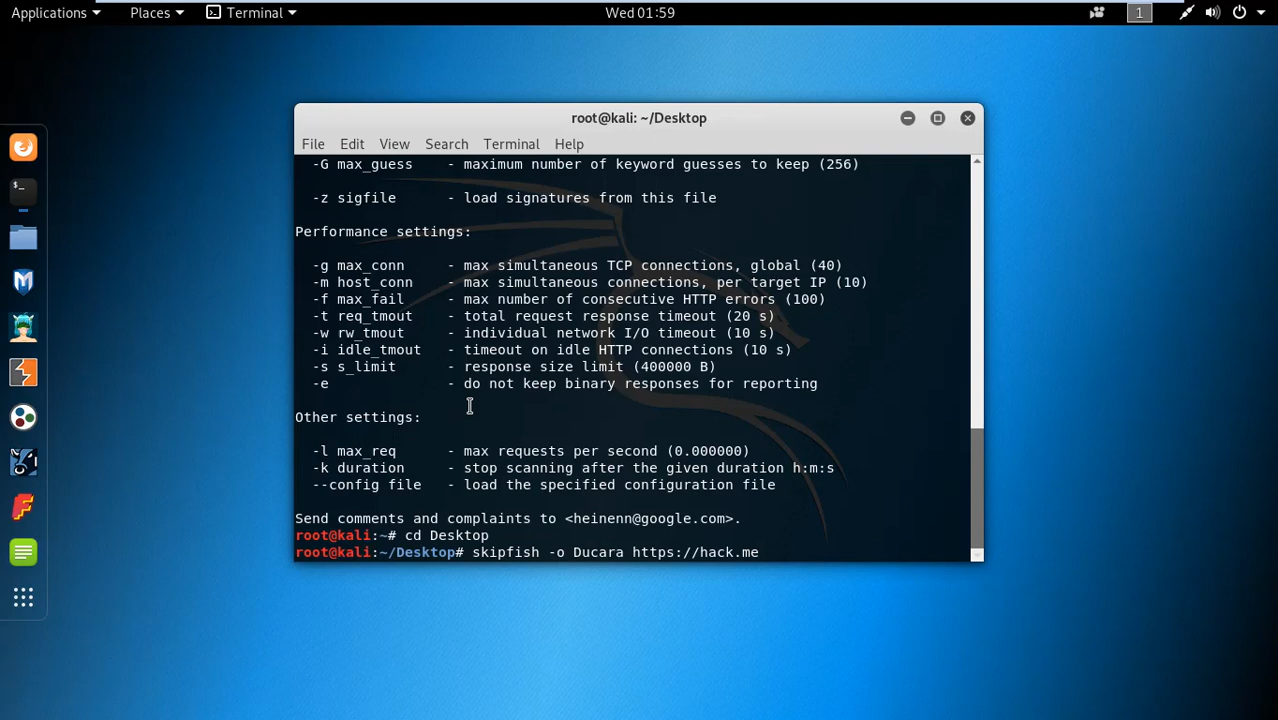 Applications Places Terminal Wed 01:59 1
root@kali: ~/Desktop
File Edit View Search Terminal Help
-G max_guess - maximum number of keyword guesses to keep (256)
-z sigfile - load signatures from this file
Performance settings:
-g max_conn - max simultaneous TCP connections, global (40)
-m host_conn - max simultaneous connections, per target IP (10)
-f max_fail - max number of consecutive HTTP errors (100)
-t req_tmout - total request response timeout (20 s)
-w rw_tmout - individual network I/O timeout (10 s)
-i idle_tmout - timeout on idle HTTP connections (10 s)
-s s_limit - response size limit (400000 B)
-e - do not keep binary responses for reporting
Other settings:
-l max_req - max requests per second (0.000000)
-k duration - stop scanning after the given duration h:m:s
--config file - load the specified configuration file
Send comments and complaints to <heinenn@google.com>.
root@kali:~# cd Desktop
root@kali:~/Desktop# skipfish -o Ducara https://hack.me